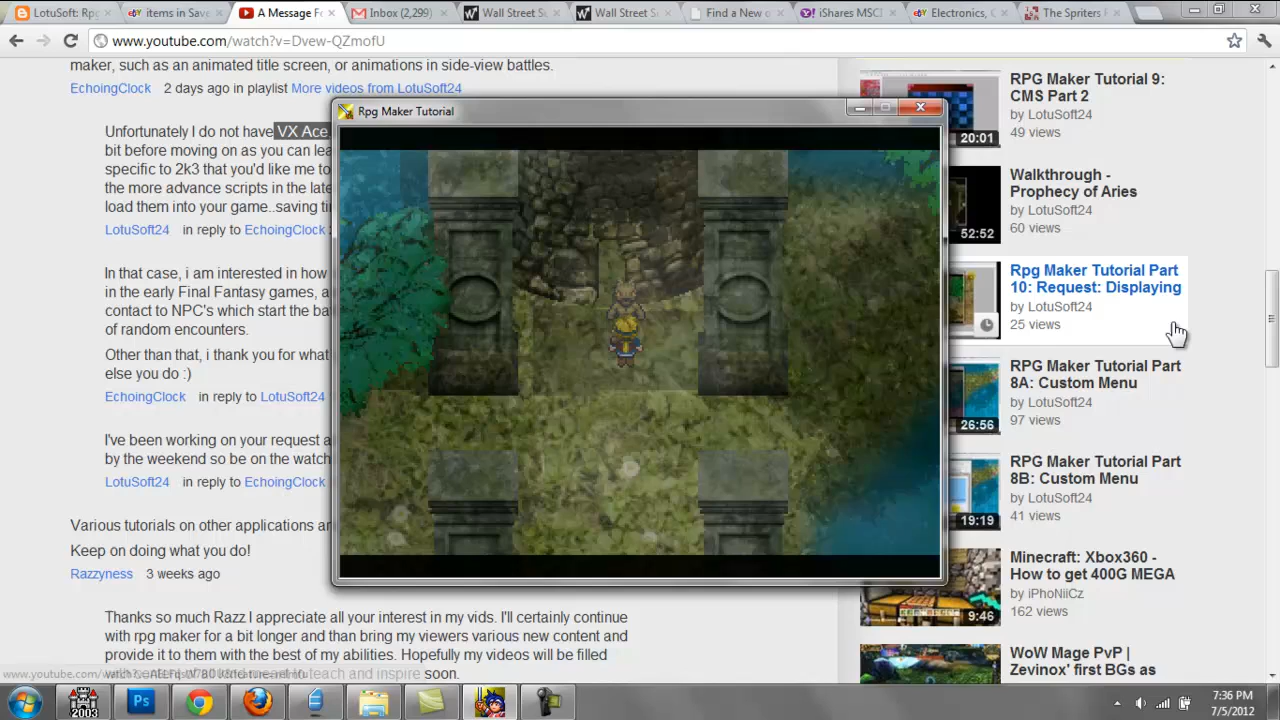 LotuSoft: Rpg
items in Save
A Message F
Inbox (2,299)
Wall Street S
Wall Street S
Find a New
iShares MSCI
Electronics, C
The Spriters
www.youtube.com/watch?v=Dvew-QZmofU
maker, such as an animated title screen, or animations in side-view battles.
EchoingClock 2 days ago in playlist More videos from LotuSoft24
Unfortunately I do not have VX Ace.
bit before moving on as you can lea
specific to 2k3 that you'd like me to
the more advance scripts in the late
load them into your game..saving ti
LotuSoft24 in reply to EchoingClock
In that case, i am interested in how
in the early Final Fantasy games, a
contact to NPC's which start the ba
of random encounters.
Other than that, i thank you for what
else you do :)
EchoingClock in reply to LotuSoft24
I've been working on your request a
by the weekend so be on the watch
LotuSoft24 in reply to EchoingClock
Various tutorials on other applications ar
Keep on doing what you do!
Razzyness 3 weeks ago
Thanks so much Razz,i appreciate all your interest in my vids. I'll certainly continue
with rpg maker for a bit longer and than bring my viewers various new content and
provide it to them with the best of my abilities. Hopefully my videos will be filled
teach and inspire soon.
Rpg Maker Tutorial
RPG Maker Tutorial 9:
CMS Part 2
by LotuSoft24
49 views
20:01
Walkthrough -
Prophecy of Aries
by LotuSoft24
60 views
52:52
Rpg Maker Tutorial Part
10: Request: Displaying
by LotuSoft24
25 views
RPG Maker Tutorial Part
8A: Custom Menu
by LotuSoft24
97 views
26:56
RPG Maker Tutorial Part
8B: Custom Menu
by LotuSoft24
41 views
19:19
Minecraft: Xbox360 -
How to get 400G MEGA
by iPhoNiiCz
162 views
9:46
WoW Mage PvP |
Zevinox' first BG as
2003
Ps
7:36 PM
7/5/2012